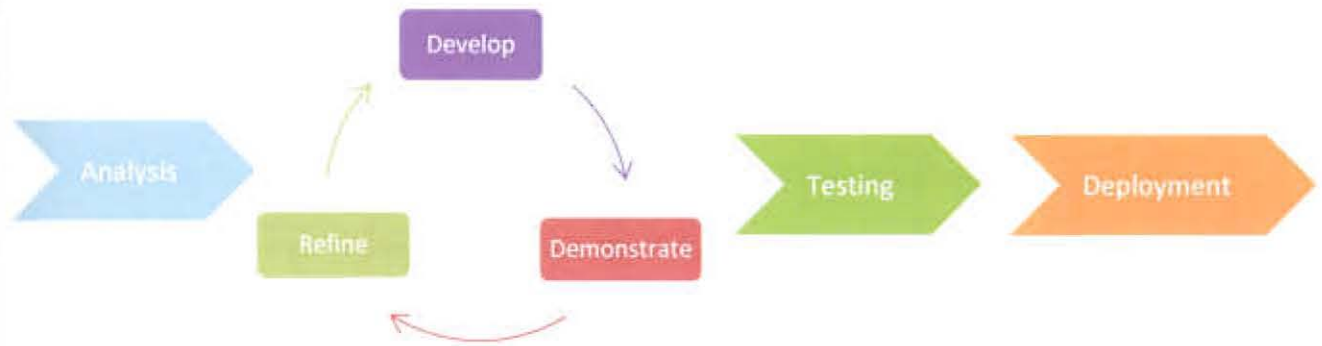 Analysis
Develop
Demonstrate
Refine
Testing
Deployment